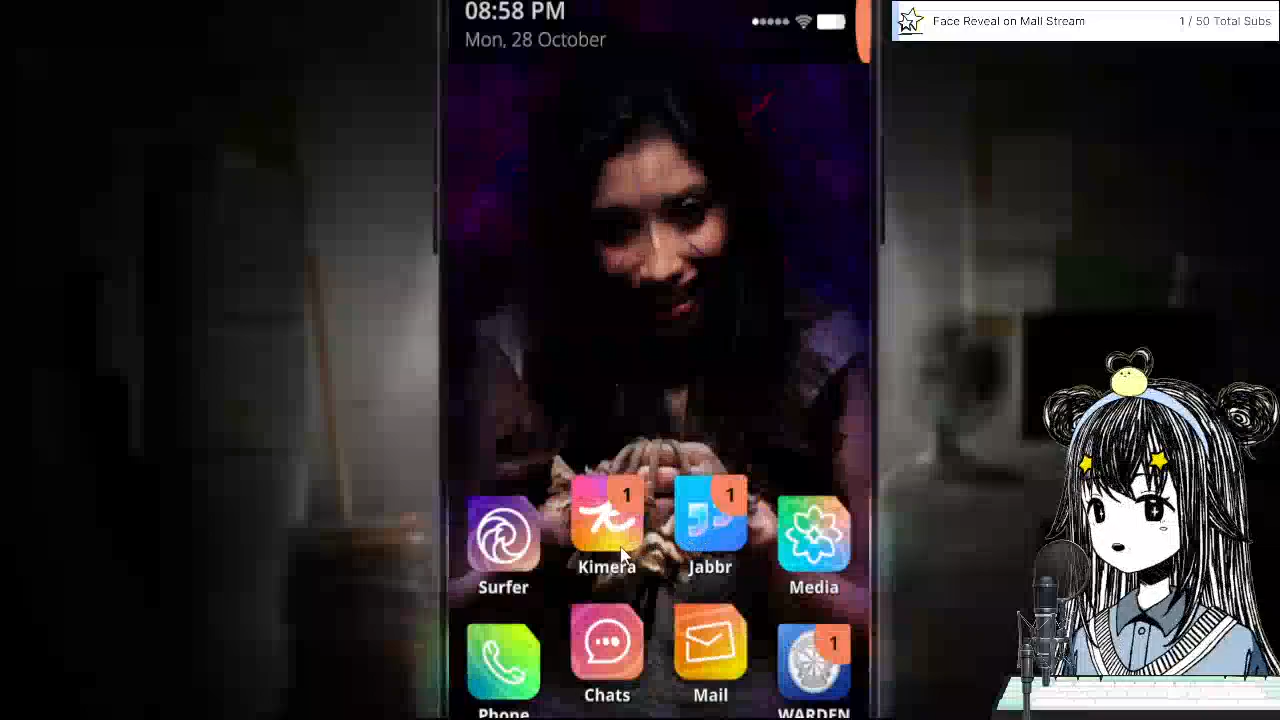 08:58 PM
Mon, 28 October
Face Reveal on Mall Stream 1 / 50 Total Subs
1 1
Surfer Kimera Jabbr Media
1
Phone Chats Mail WARDEN